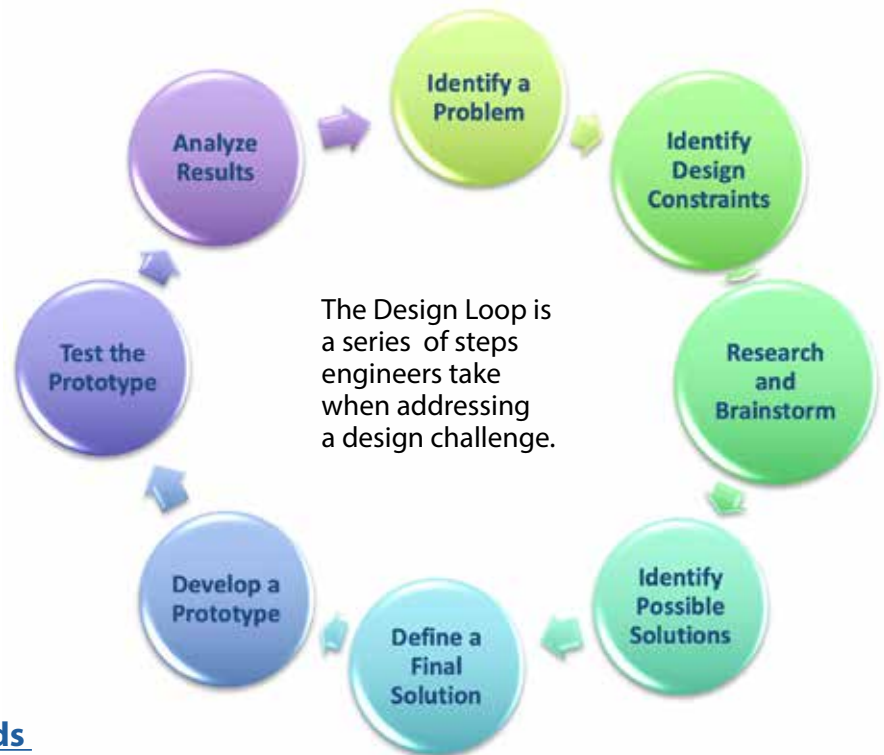 Identify a
Problem
Identify
Design
Constraints
Research
and
Brainstorm
Identify
Possible
Solutions
Define a
Final
Solution
Develop a
Prototype
Test the
Prototype
Analyze
Results
The Design Loop is
a series of steps
engineers take
when addressing
a design challenge.
ds